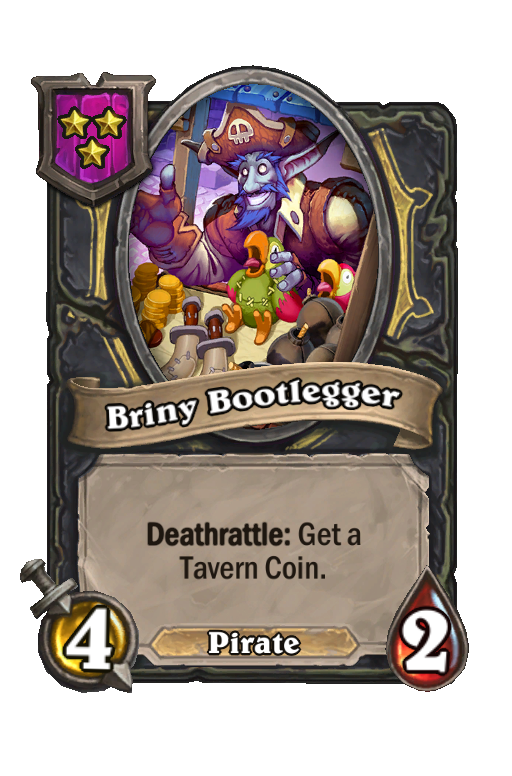 Briny Bootlegger
Deathrattle: Get a
Tavern Coin.
4
Pirate
2